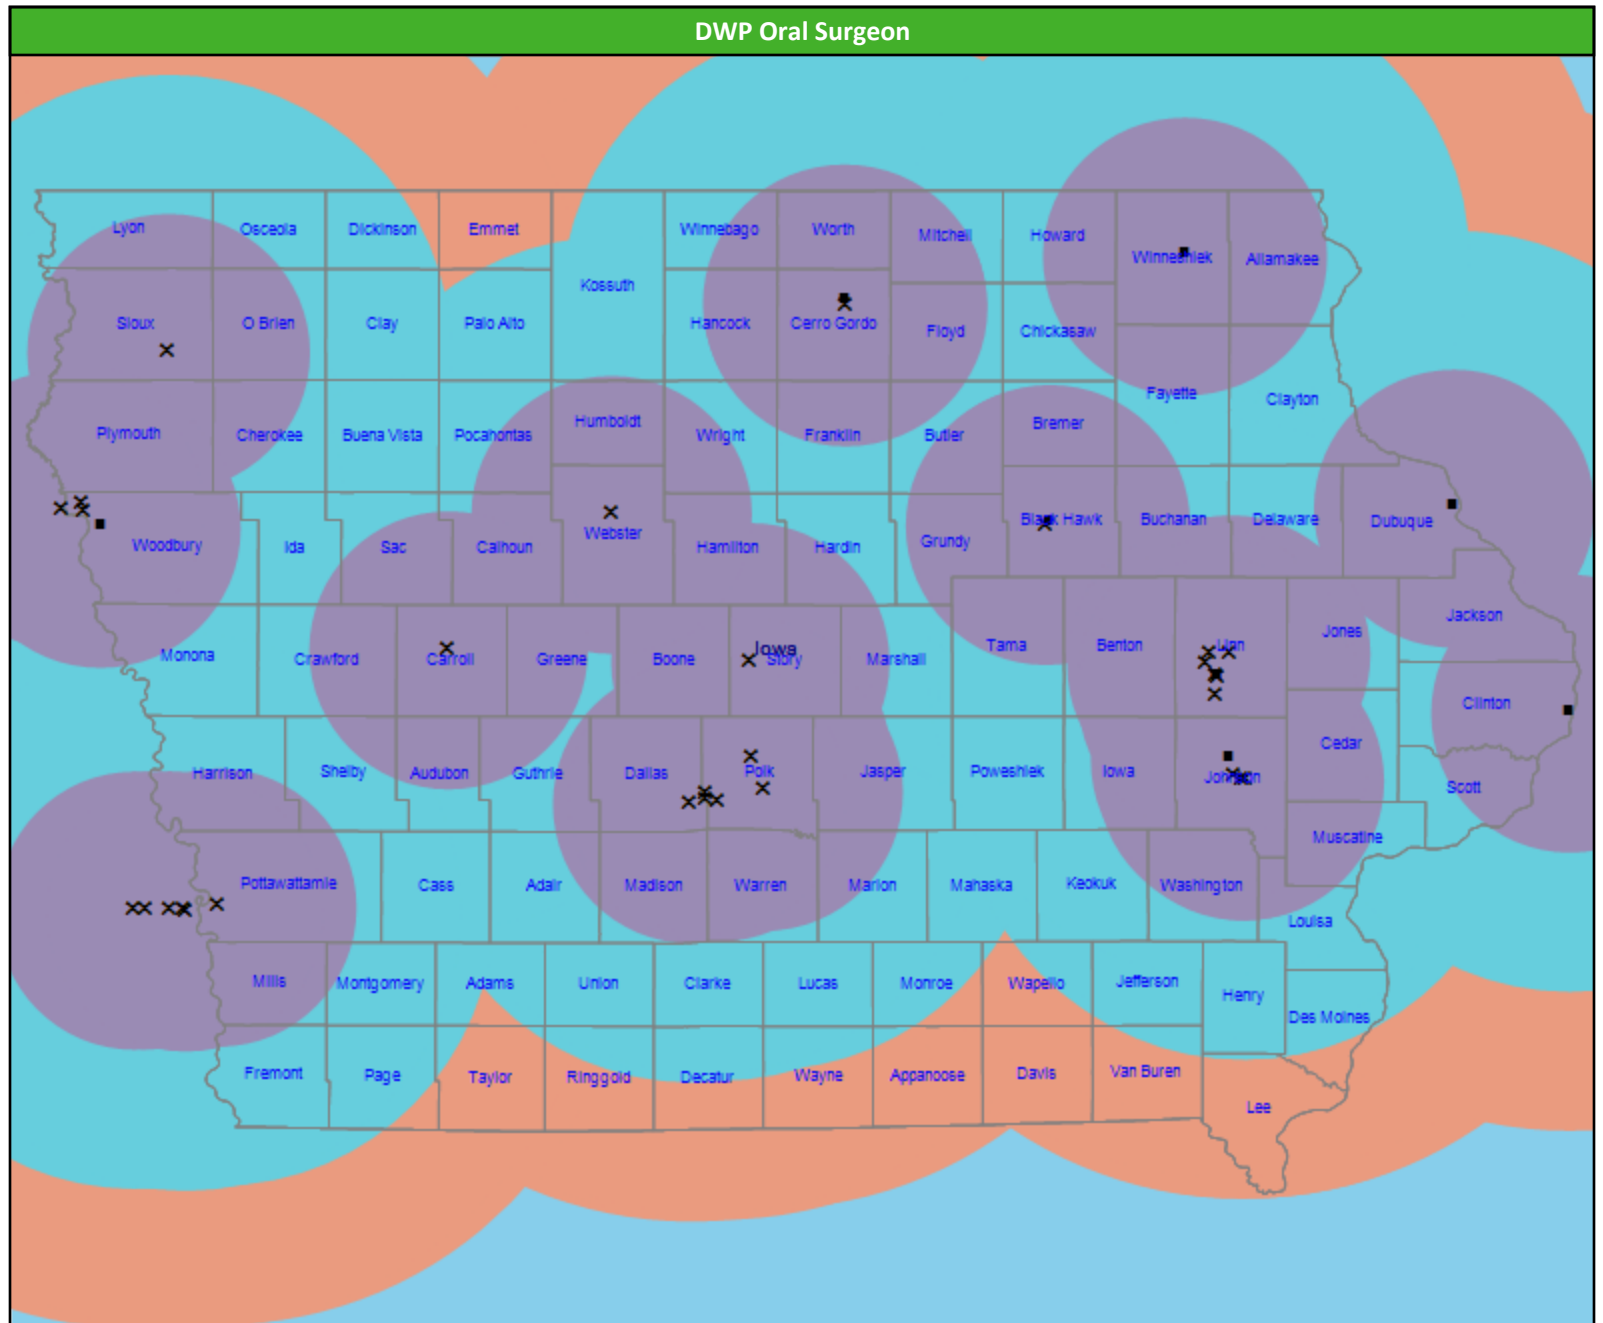 DWP Oral Surgeon
Lyon Osceola Dickinson Emmet Winnebago Worth Mitchell Howard
Winneshiek Allamakee
Kossuth
Sioux O Brien Clay Palo Alto Hancock Cerro Gordo Floyd Chickasaw
Fayette Clayton
Plymouth Cherokee Buena Vista Pocahontas Humboldt Wright Franklin Butler Bremer
Woodbury Ida Sac Calhoun Webster Hamilton Hardin Grundy Black Hawk Buchanan Delaware Dubuque
Jackson
Monona Crawford Carroll Greene Boone Iowa Story Marshall Tama Benton Linn Jones
Clinton
Harrison Shelby Audubon Guthrie Dallas Polk Jasper Poweshiek Iowa Johnson Cedar
Scott
Muscatine
Pottawattamie Cass Adair Madison Warren Marion Mahaska Keokuk Washington
Louisa
Mills Montgomery Adams Union Clarke Lucas Monroe Wapello Jefferson Henry
Des Moines
Fremont Page Taylor Ringgold Decatur Wayne Appanoose Davis Van Buren
Lee